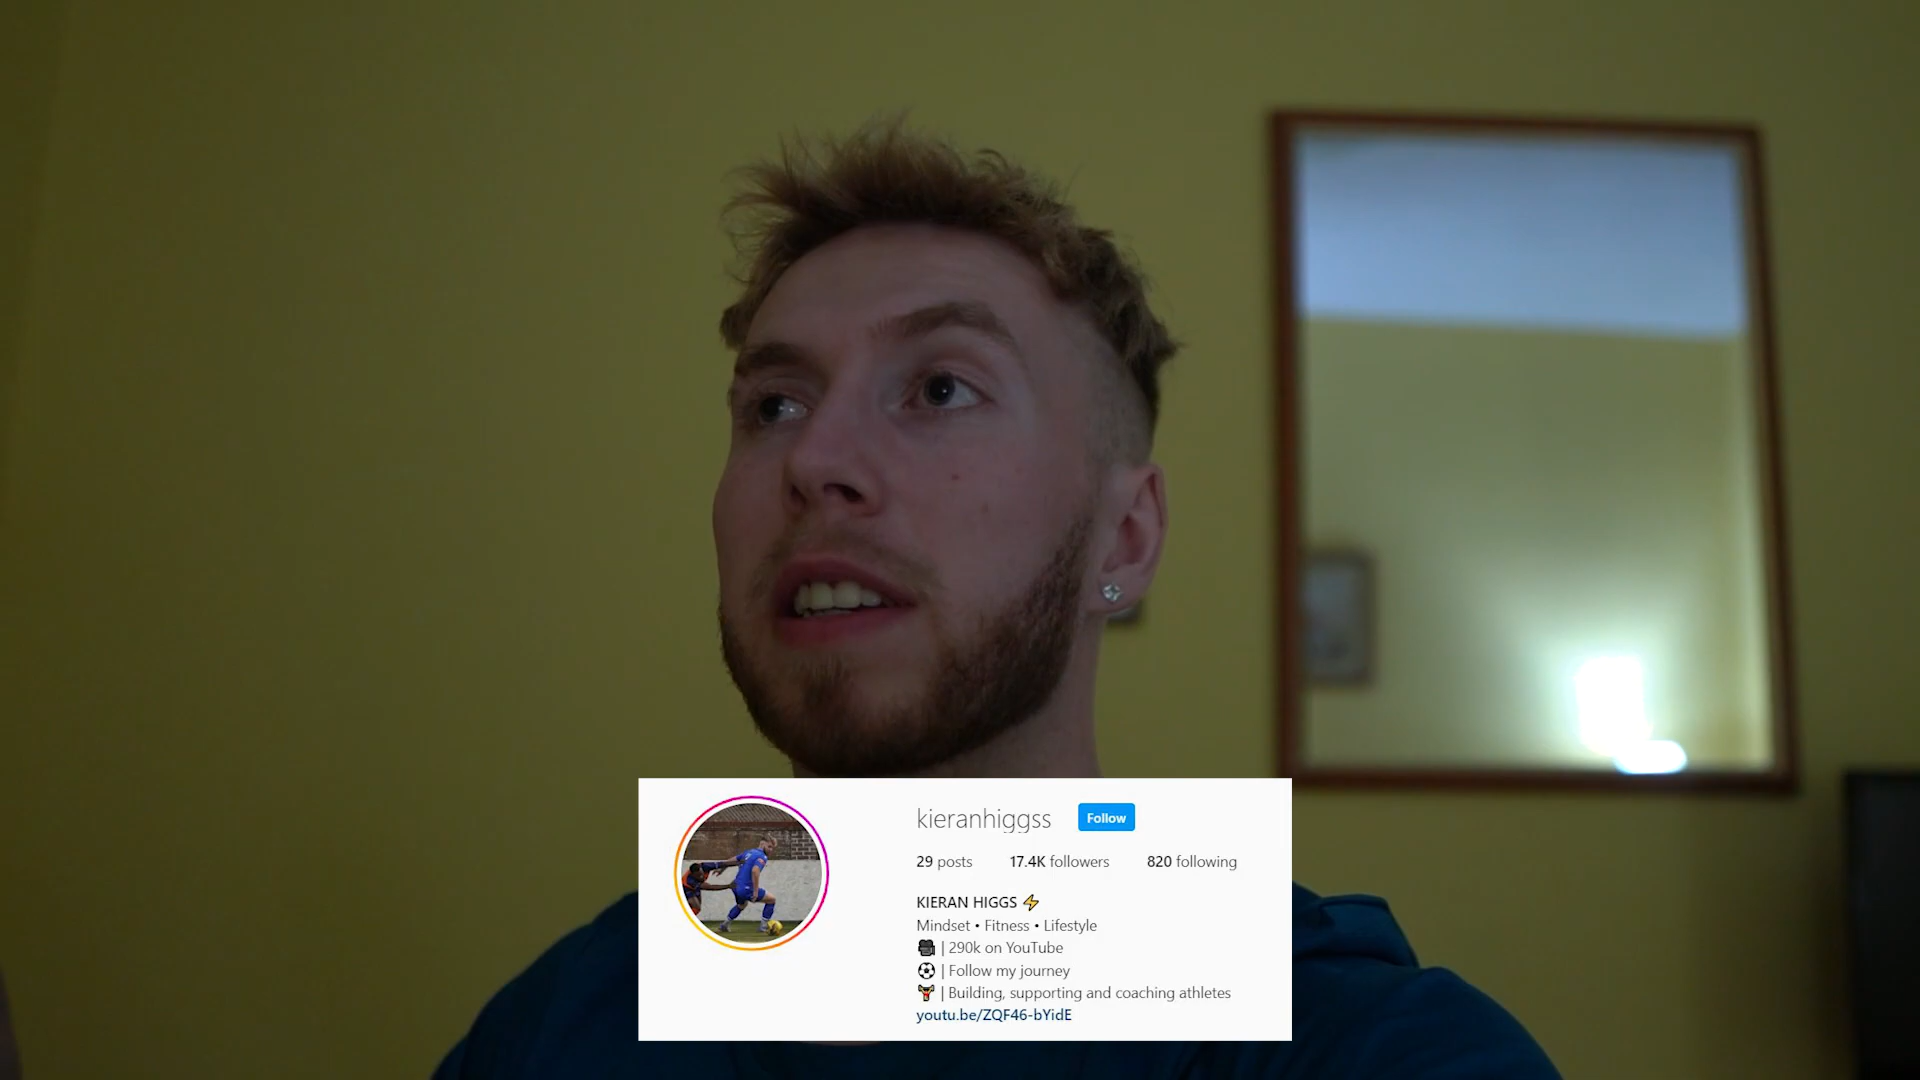 kieranhiggss Follow
29 posts 17.4K followers 820 following
KIERAN HIGGS ⚡
Mindset • Fitness • Lifestyle
🎥 | 290k on YouTube
⚽ | Follow my journey
🏋 | Building, supporting and coaching athletes
youtu.be/ZQF46-bYidE